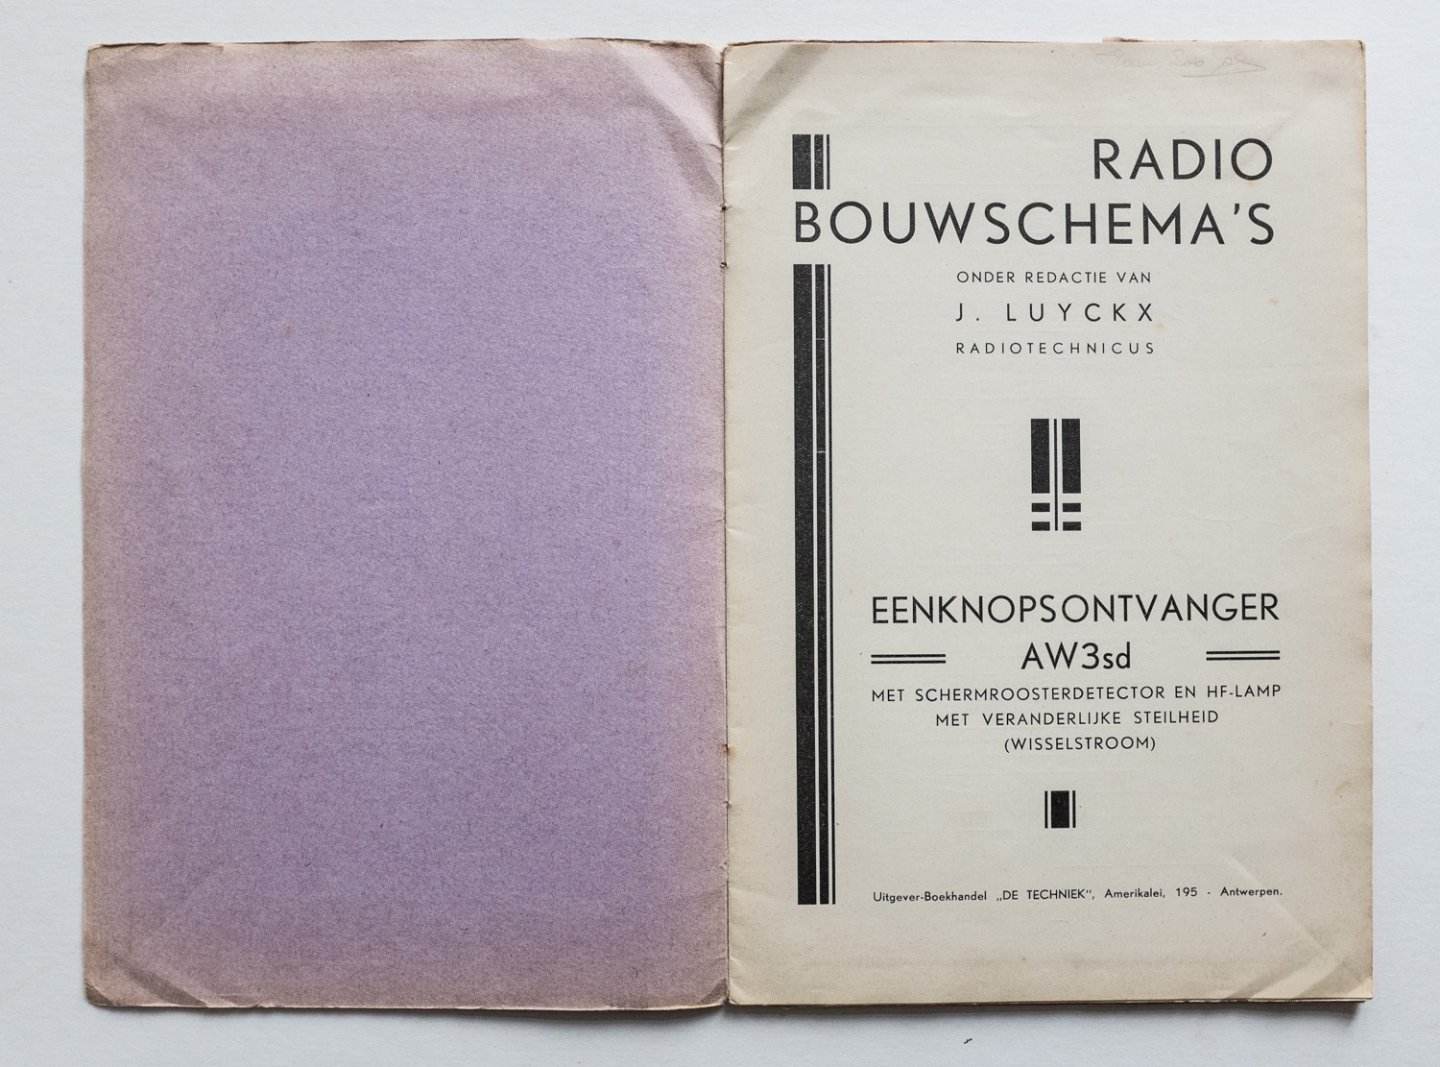 RADIO
BOUWSCHEMA'S
ONDER REDACTIE VAN
J. LUYCKX
RADIOTECHNICUS
EENKNOPSONTVANGER
AW3sd
MET SCHERMROOSTERDETECTOR EN HF-LAMP
MET VERANDERLIJKE STEILHEID
(WISSELSTROOM)
Uitgever-Boekhandel „DE TECHNIEK“, Amerikalei, 195 - Antwerpen.